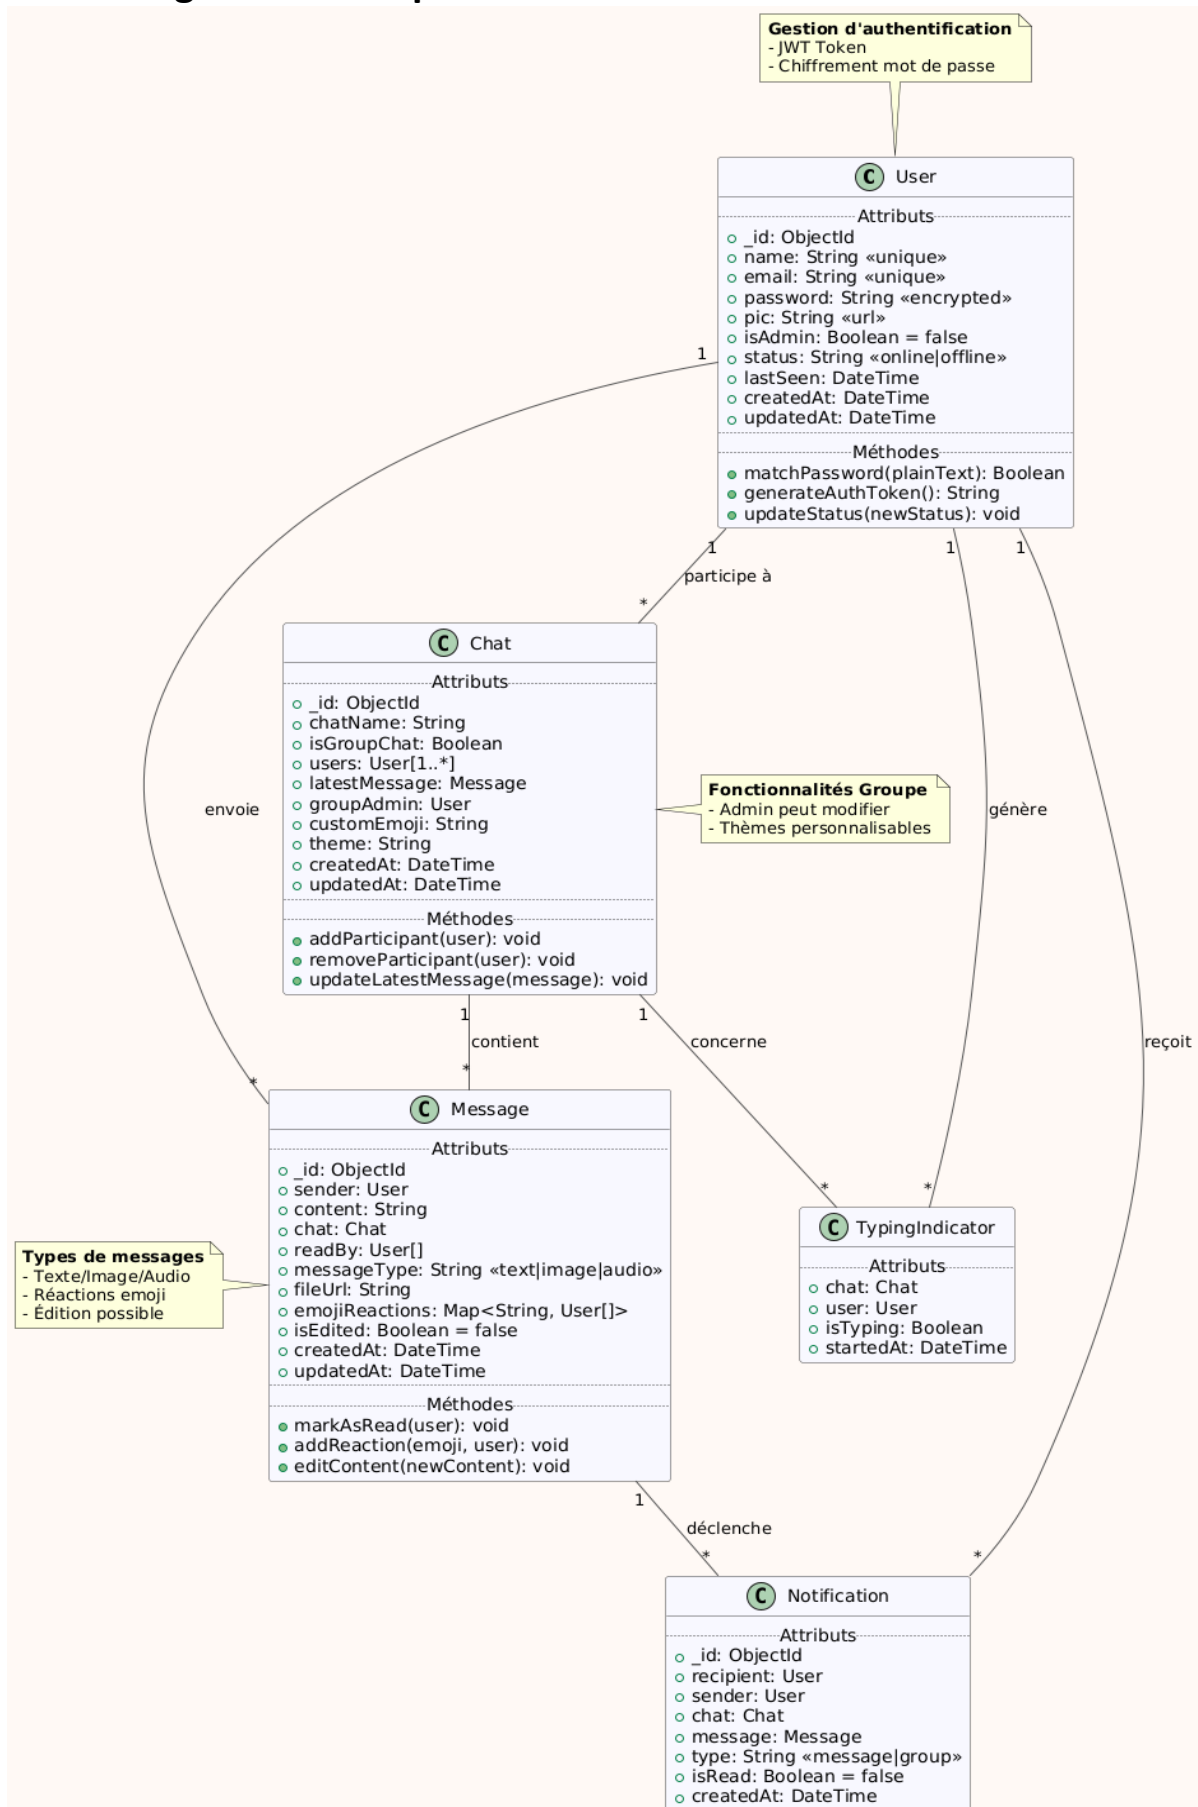 Gestion d'authentification
- JWT Token
- Chiffrement mot de passe
User
Attributs
_id: ObjectId
name: String «unique»
email: String «unique»
password: String «encrypted»
pic: String «url»
isAdmin: Boolean = false
status: String «online|offline»
lastSeen: DateTime
createdAt: DateTime
updatedAt: DateTime
Méthodes
matchPassword(plainText): Boolean
generateAuthToken(): String
updateStatus(newStatus): void
1
1
1
1
participe à
*
Chat
Attributs
_id: ObjectId
chatName: String
isGroupChat: Boolean
users: User[1..*]
latestMessage: Message
groupAdmin: User
customEmoji: String
theme: String
createdAt: DateTime
updatedAt: DateTime
Méthodes
addParticipant(user): void
removeParticipant(user): void
updateLatestMessage(message): void
Fonctionnalités Groupe
- Admin peut modifier
- Thèmes personnalisables
envoie
génère
1
1
contient
concerne
reçoit
*
*
Message
Attributs
_id: ObjectId
sender: User
content: String
chat: Chat
readBy: User[]
messageType: String «text|image|audio»
fileUrl: String
emojiReactions: Map<String, User[]>
isEdited: Boolean = false
createdAt: DateTime
updatedAt: DateTime
Méthodes
markAsRead(user): void
addReaction(emoji, user): void
editContent(newContent): void
Types de messages
- Texte/Image/Audio
- Réactions emoji
- Édition possible
*
*
TypingIndicator
Attributs
chat: Chat
user: User
isTyping: Boolean
startedAt: DateTime
1
déclenche
*
*
Notification
Attributs
_id: ObjectId
recipient: User
sender: User
chat: Chat
message: Message
type: String «message|group»
isRead: Boolean = false
createdAt: DateTime